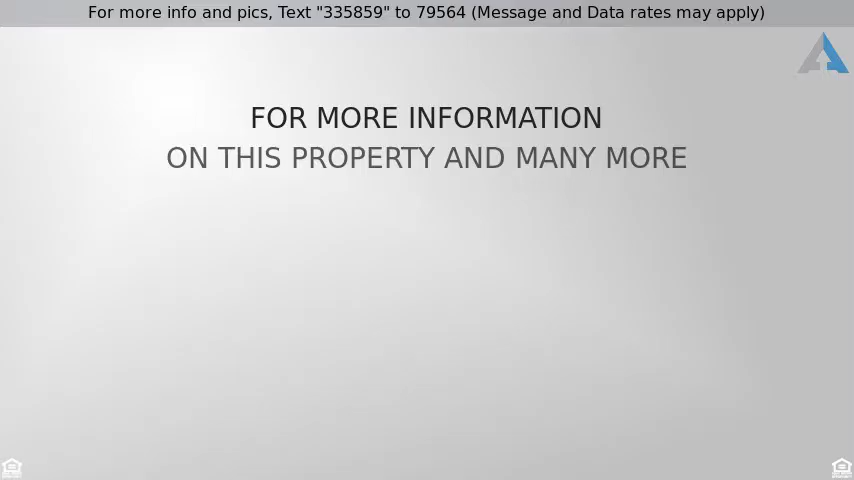 For more info and pics, Text "335859" to 79564 (Message and Data rates may apply)
FOR MORE INFORMATION
ON THIS PROPERTY AND MANY MORE